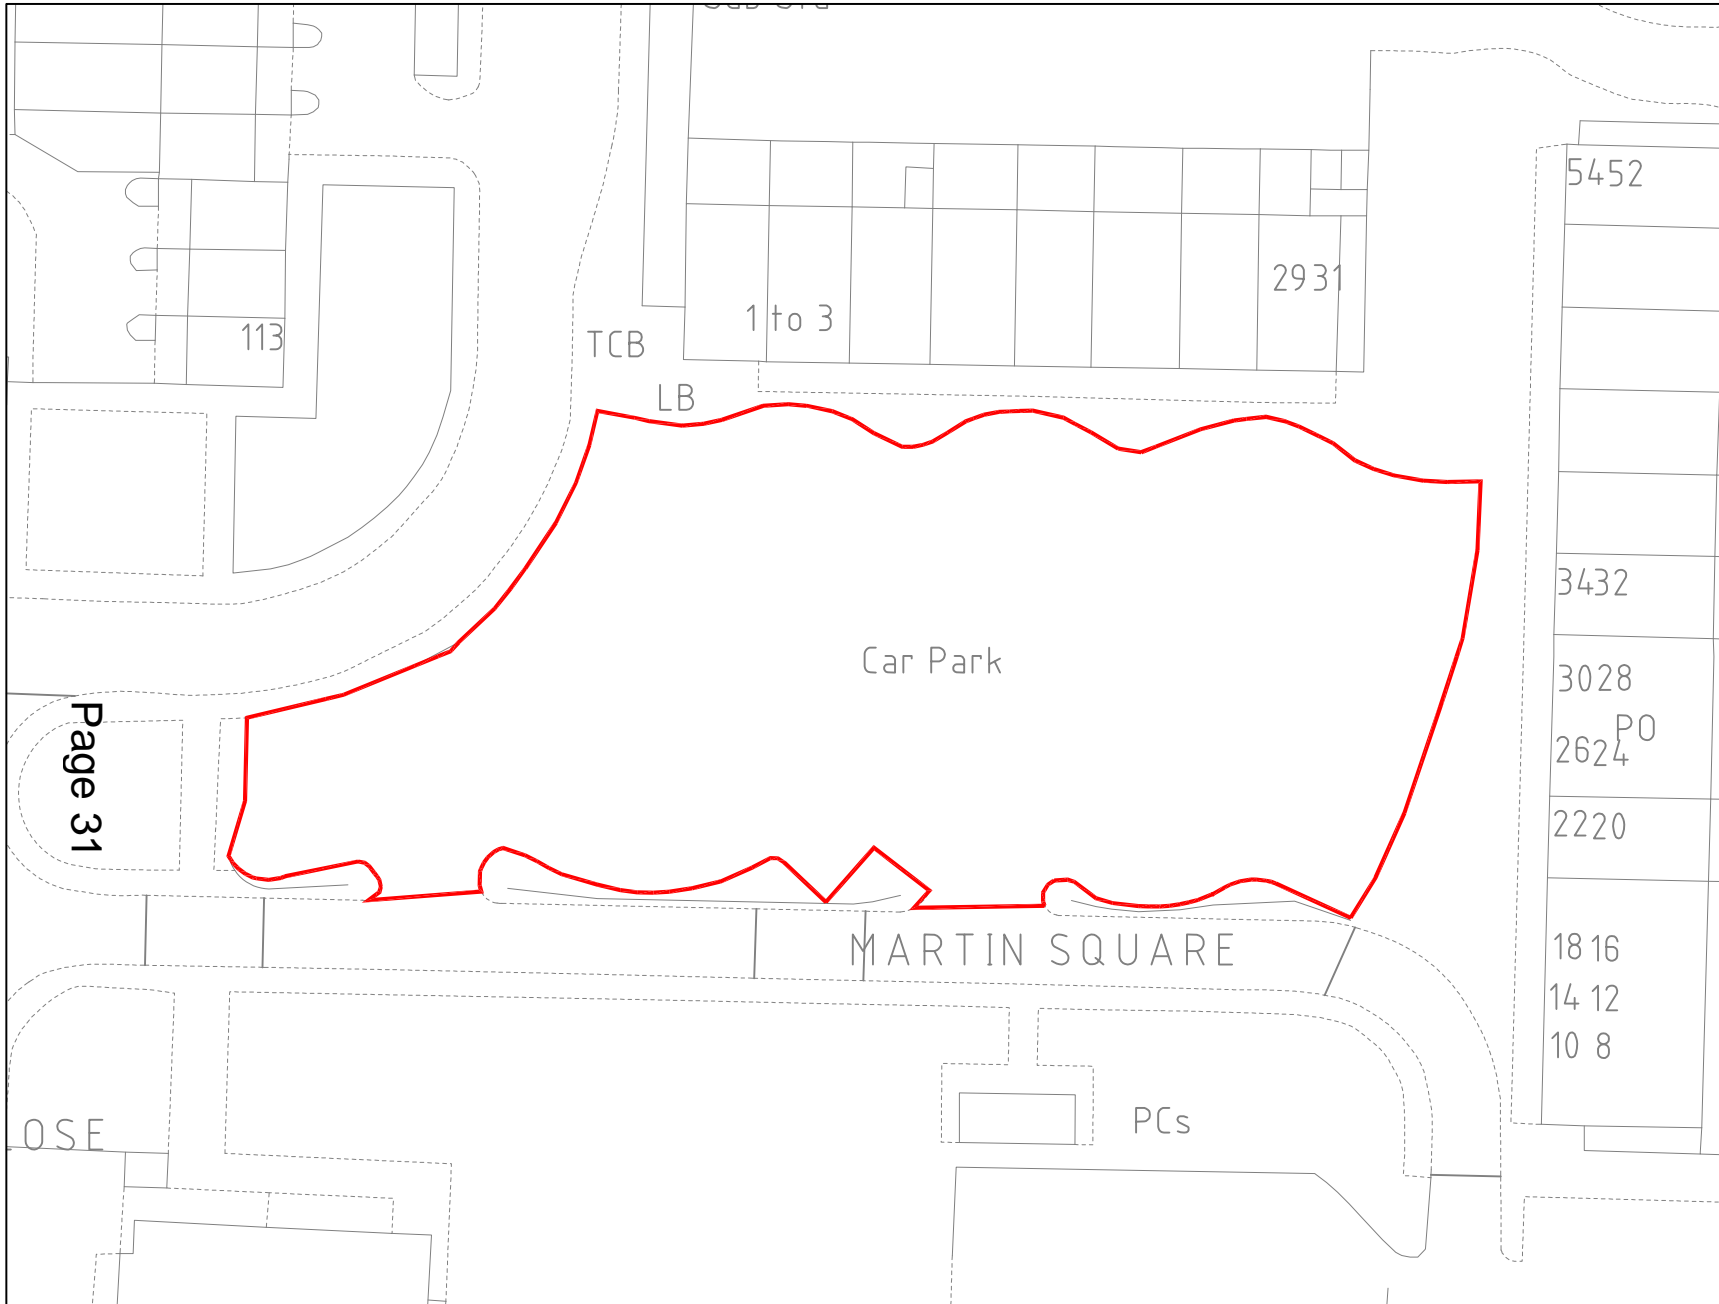 5452
2931
1 to 3
113
TCB
LB
3432
Car Park
3028
PO
2624
Page 31
2220
MARTIN SQUARE
18 16
14 12
10 8
PCs
OSE